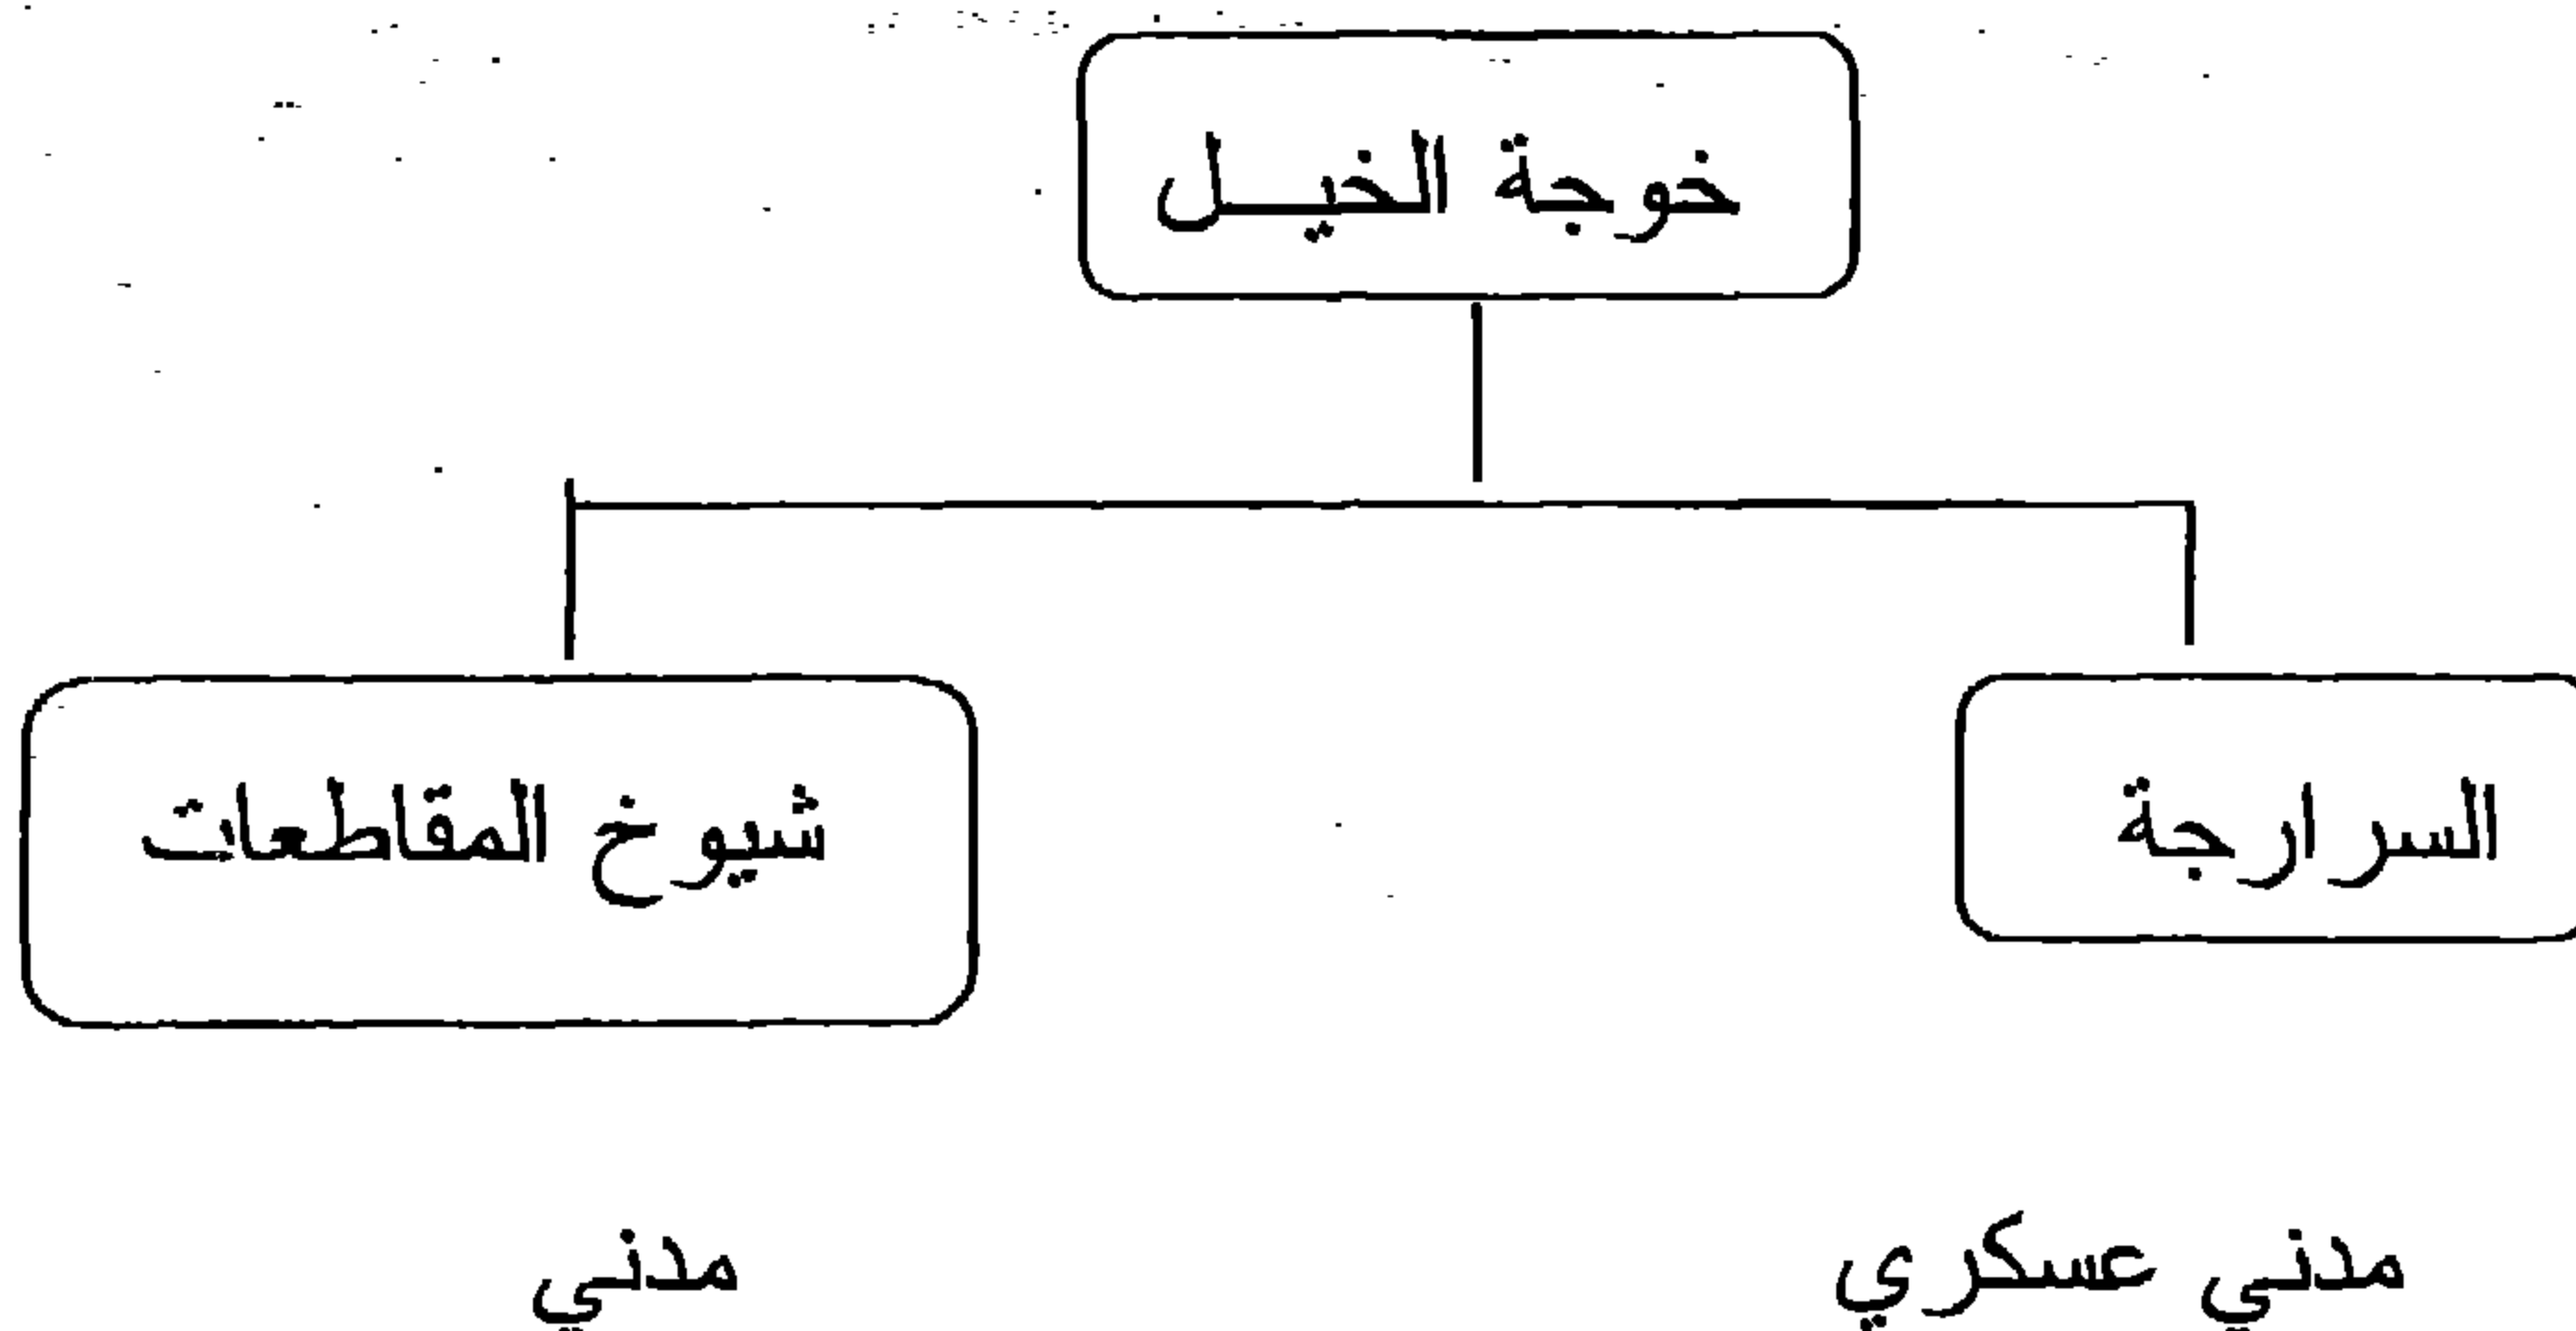 خوجة الخيـــل
السرارجة
شيوخ المقاطعات
مدني عسكري
مدني